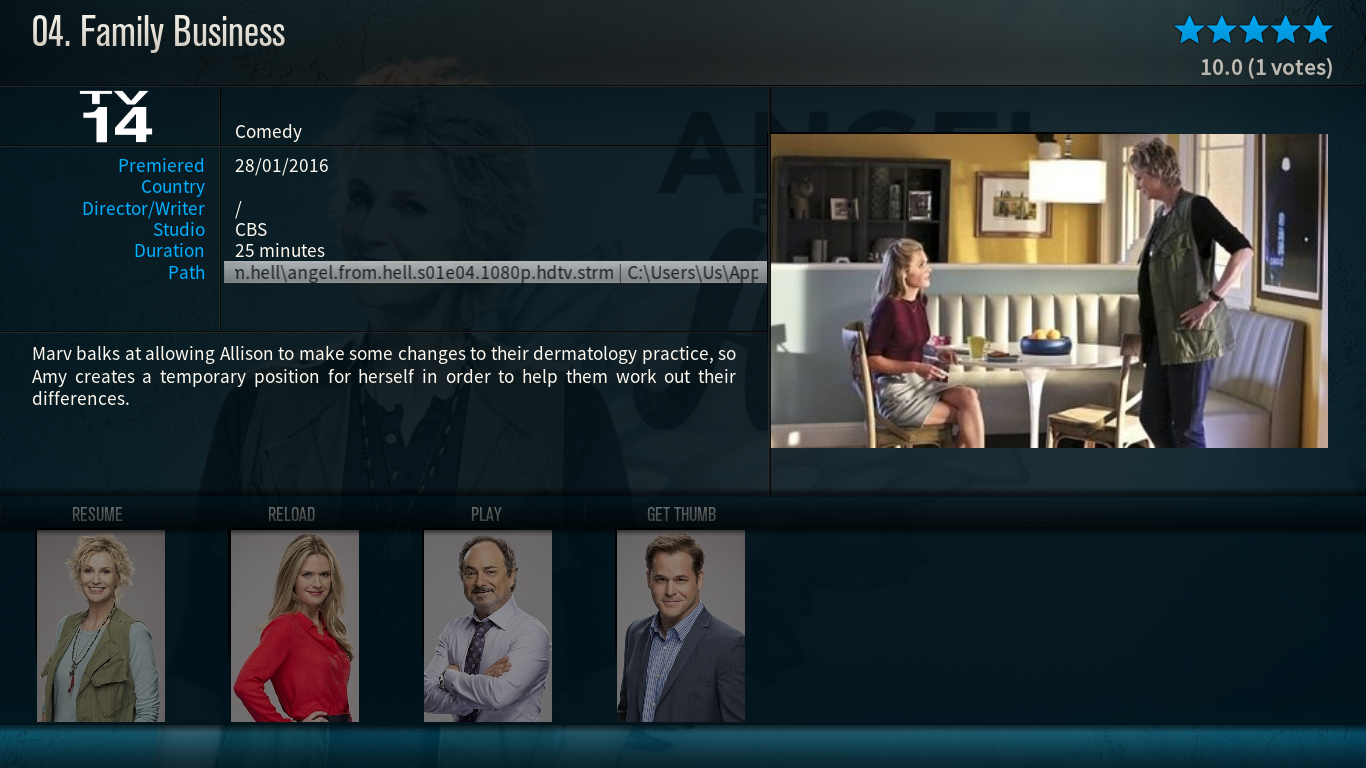 04. Family Business
10.0 (1 votes)
TV
14
Comedy
Premiered 28/01/2016
Country
Director/Writer /
Studio CBS
Duration 25 minutes
Path n.hell\angel.from.hell.s01e04.1080p.hdtv.strm | C:\Users\Us\App
Marv balks at allowing Allison to make some changes to their dermatology practice, so
Amy creates a temporary position for herself in order to help them work out their
differences.
RESUME RELOAD PLAY GET THUMB